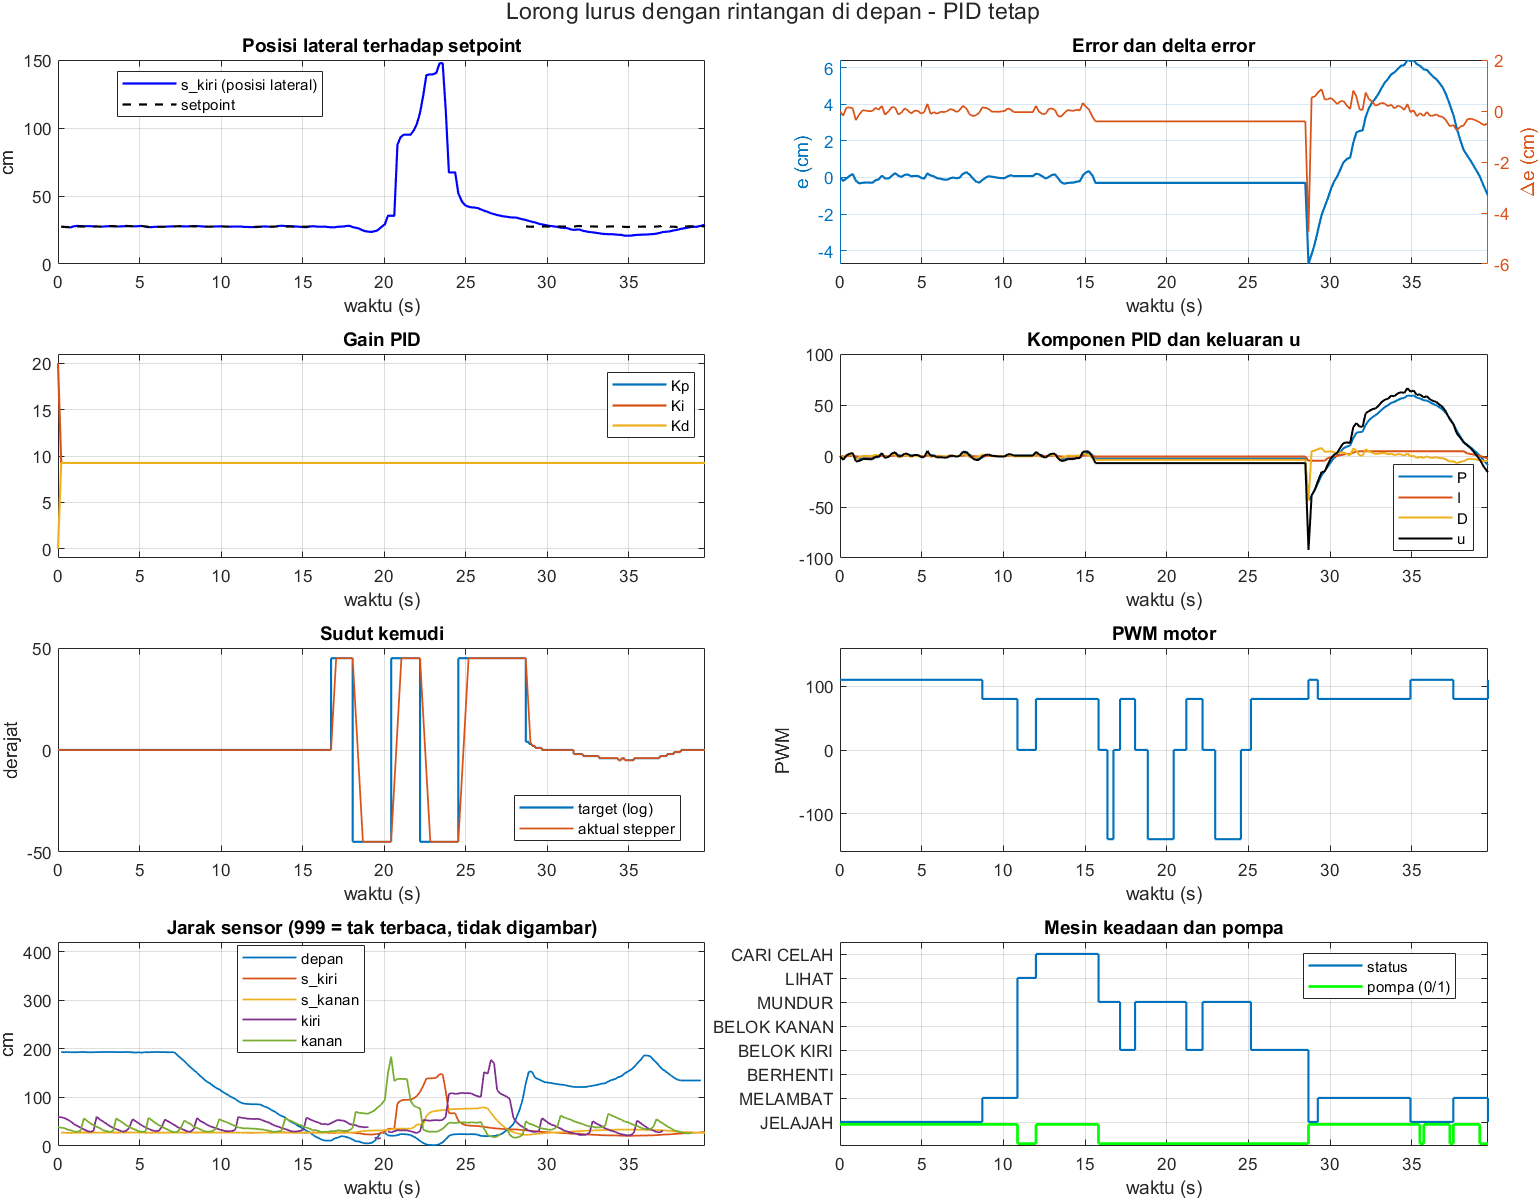 Lorong lurus dengan rintangan di depan - PID tetap
Posisi lateral terhadap setpoint
150
100
50
0
cm
s_kiri (posisi lateral)
setpoint
0 5 10 15 20 25 30 35
waktu (s)
Error dan delta error
6
4
2
0
-2
-4
e (cm)
2
0
-2
-4
-6
Δe (cm)
0 5 10 15 20 25 30 35
waktu (s)
Gain PID
20
15
10
5
0
Kp
Ki
Kd
0 5 10 15 20 25 30 35
waktu (s)
Komponen PID dan keluaran u
100
50
0
-50
-100
P
I
D
u
0 5 10 15 20 25 30 35
waktu (s)
Sudut kemudi
50
0
-50
derajat
target (log)
aktual stepper
0 5 10 15 20 25 30 35
waktu (s)
PWM motor
100
0
-100
PWM
0 5 10 15 20 25 30 35
waktu (s)
Jarak sensor (999 = tak terbaca, tidak digambar)
400
300
200
100
0
cm
depan
s_kiri
s_kanan
kiri
kanan
0 5 10 15 20 25 30 35
waktu (s)
Mesin keadaan dan pompa
CARI CELAH
LIHAT
MUNDUR
BELOK KANAN
BELOK KIRI
BERHENTI
MELAMBAT
JELAJAH
status
pompa (0/1)
0 5 10 15 20 25 30 35
waktu (s)